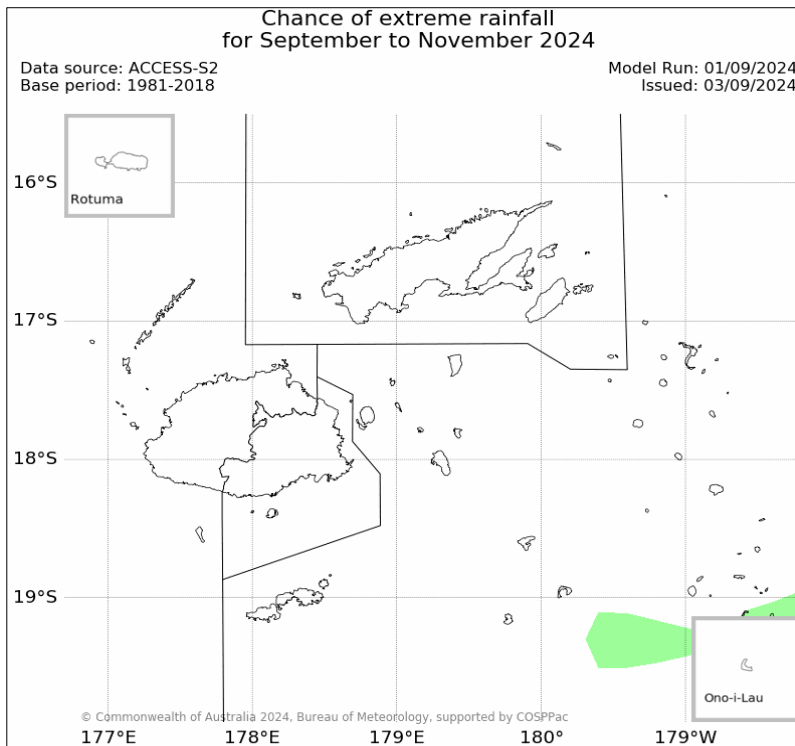 Chance of extreme rainfall
for September to November 2024
Data source: ACCESS-S2
Base period: 1981-2018
Model Run: 01/09/2024
Issued: 03/09/2024
Rotuma
16°S
17°S
18°S
19°S
Ono-i-Lau
© Commonwealth of Australia 2024, Bureau of Meteorology, supported by COSPPac
177°E
178°E
179°E
180°
179°W